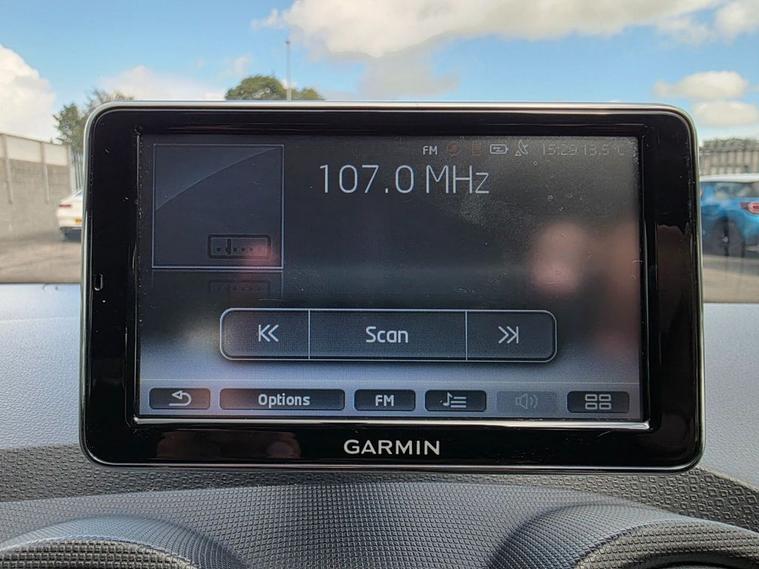 FM 15:29 13.5°C
107.0 MHz
Scan
Options FM
GARMIN